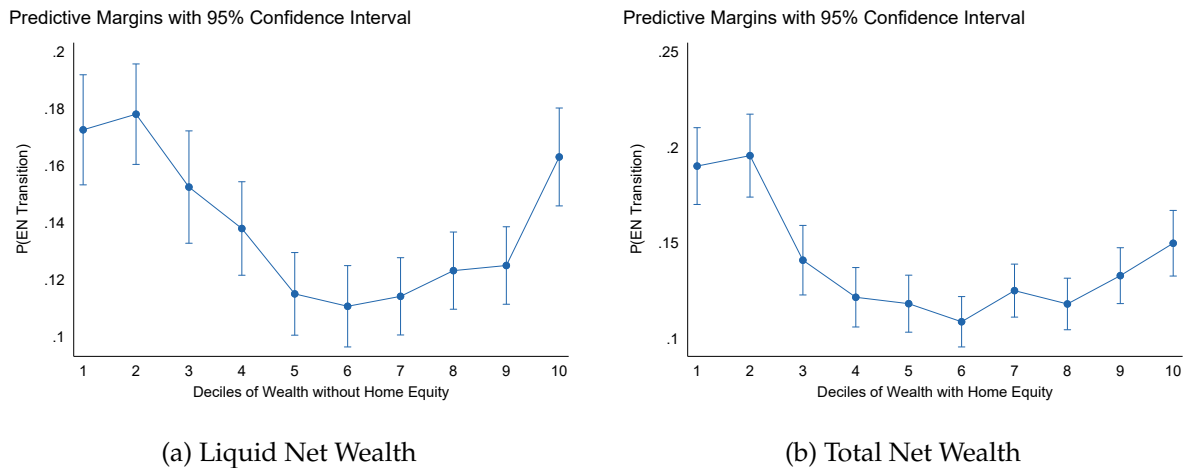 Predictive Margins with 95% Confidence Interval
.2
.18
.16
.14
.12
.1
P(EN Transition)
1 2 3 4 5 6 7 8 9 10
Deciles of Wealth without Home Equity
(a) Liquid Net Wealth
Predictive Margins with 95% Confidence Interval
.25
.2
.15
.1
P(EN Transition)
1 2 3 4 5 6 7 8 9 10
Deciles of Wealth with Home Equity
(b) Total Net Wealth